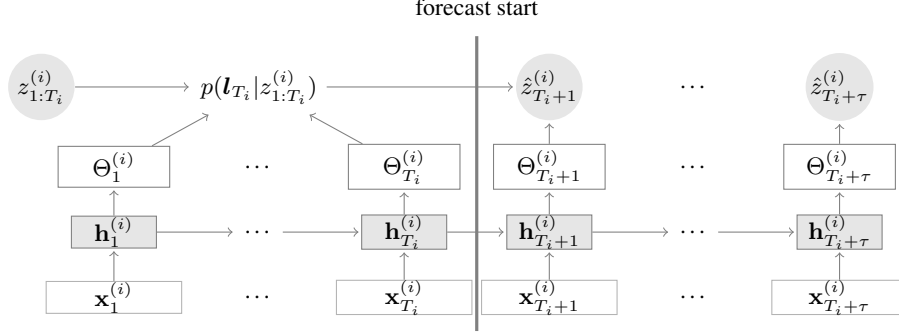 forecast start
z_{1:T_i}^{(i)} p(l_{T_i}|z_{1:T_i}^{(i)}) ẑ_{T_i+1}^{(i)} ⋯ ẑ_{T_i+τ}^{(i)}
Θ_1^{(i)} ⋯ Θ_{T_i}^{(i)} Θ_{T_i+1}^{(i)} ⋯ Θ_{T_i+τ}^{(i)}
h_1^{(i)} ⋯ h_{T_i}^{(i)} h_{T_i+1}^{(i)} ⋯ h_{T_i+τ}^{(i)}
x_1^{(i)} ⋯ x_{T_i}^{(i)} x_{T_i+1}^{(i)} ⋯ x_{T_i+τ}^{(i)}